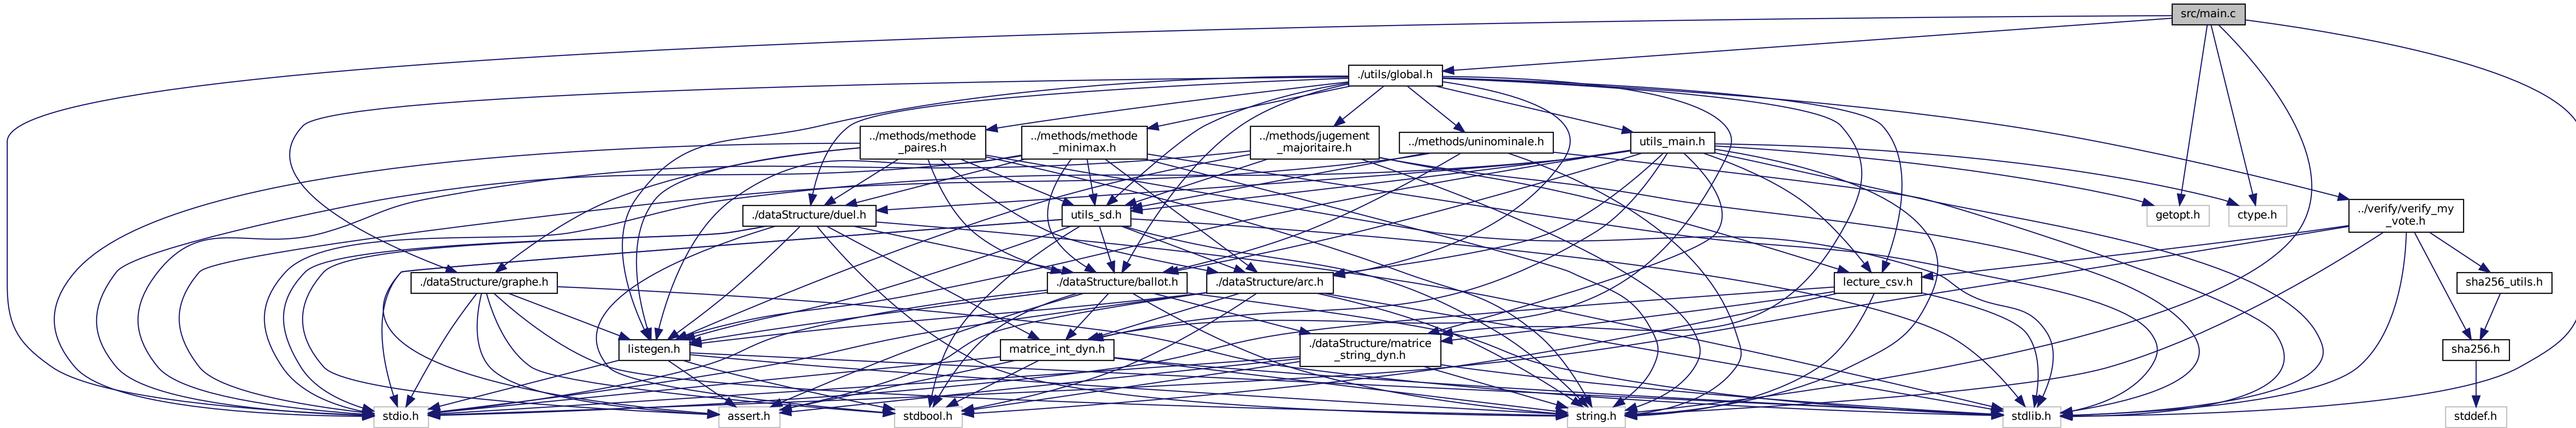 src/main.c
./utils/global.h
../methods/methode
_paires.h
../methods/methode
_minimax.h
../methods/jugement
_majoritaire.h
../methods/uninominale.h
utils_main.h
./dataStructure/duel.h
utils_sd.h
getopt.h
ctype.h
../verify/verify_my
_vote.h
./dataStructure/graphe.h
./dataStructure/ballot.h
./dataStructure/arc.h
lecture_csv.h
sha256_utils.h
listegen.h
matrice_int_dyn.h
./dataStructure/matrice
_string_dyn.h
sha256.h
stdio.h
assert.h
stdbool.h
string.h
stdlib.h
stddef.h